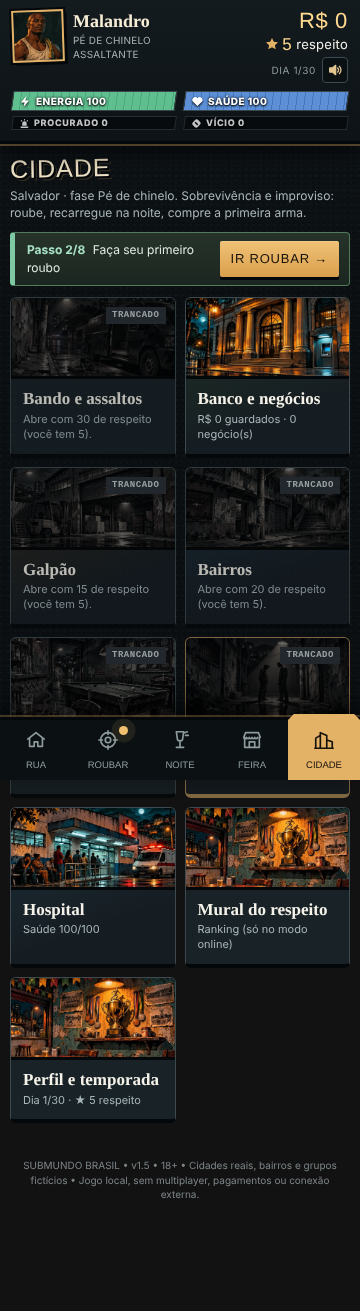 Malandro
PÉ DE CHINELO
ASSALTANTE
R$ 0
★ 5 respeito
DIA 1/30
ENERGIA 100
SAÚDE 100
PROCURADO 0
VÍCIO 0
CIDADE
Salvador · fase Pé de chinelo. Sobrevivência e improviso:
roube, recarregue na noite, compre a primeira arma.
Passo 2/8 Faça seu primeiro
roubo
IR ROUBAR →
TRANCADO
Bando e assaltos
Abre com 30 de respeito
(você tem 5).
Banco e negócios
R$ 0 guardados · 0
negócio(s)
TRANCADO
Galpão
Abre com 15 de respeito
(você tem 5).
TRANCADO
Bairros
Abre com 20 de respeito
(você tem 5).
TRANCADO
TRANCADO
RUA
ROUBAR
NOITE
FEIRA
CIDADE
Hospital
Saúde 100/100
Mural do respeito
Ranking (só no modo
online)
Perfil e temporada
Dia 1/30 · ★ 5 respeito
SUBMUNDO BRASIL • v1.5 • 18+ • Cidades reais, bairros e grupos
fictícios • Jogo local, sem multiplayer, pagamentos ou conexão
externa.